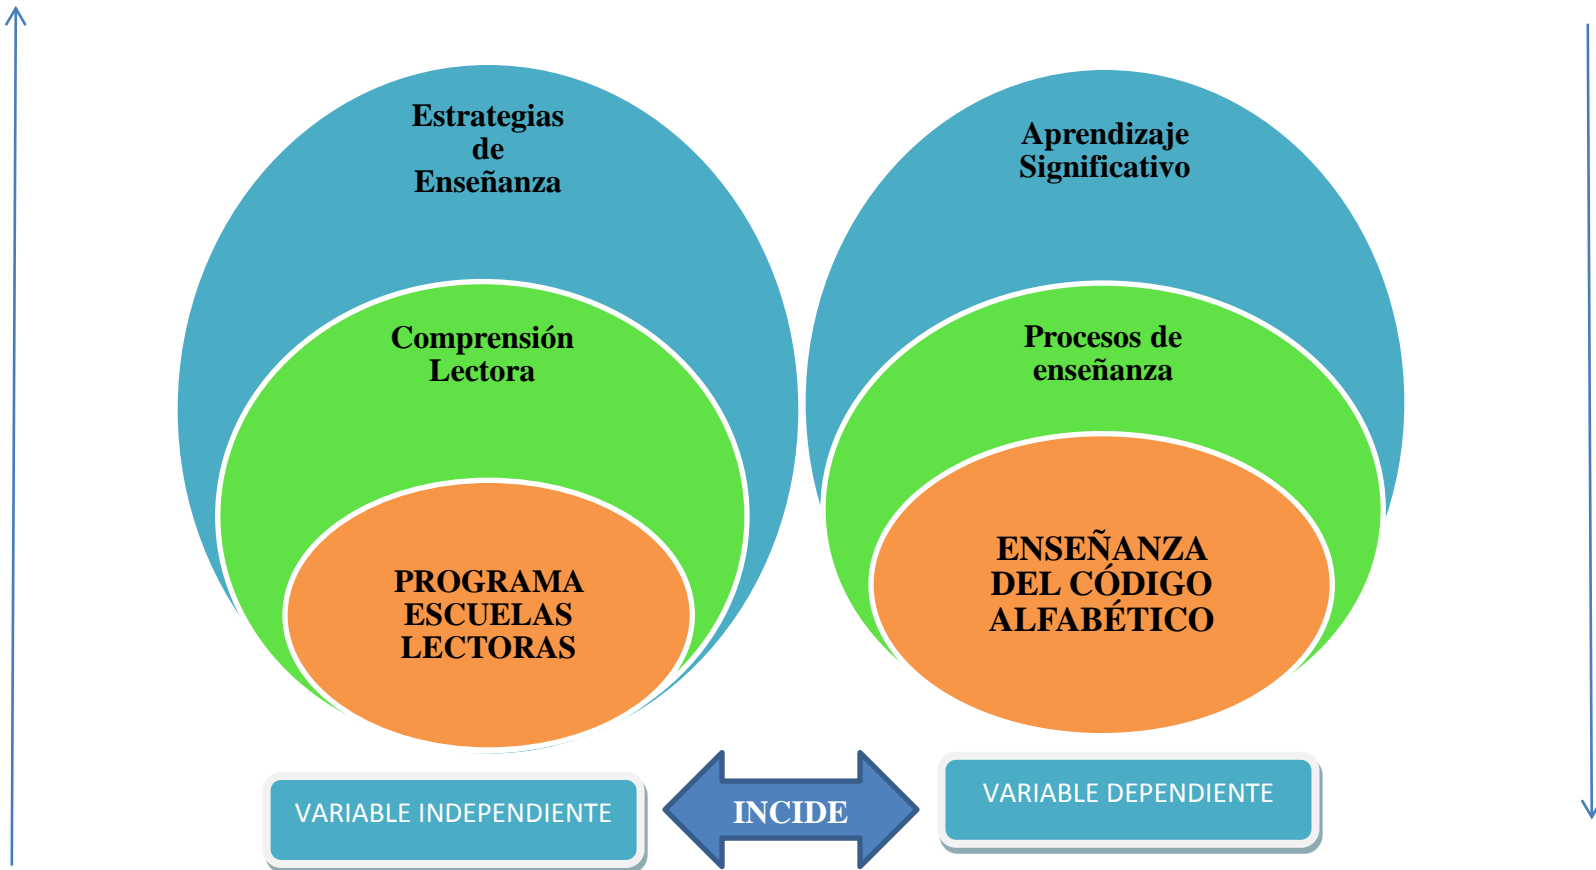 Estrategias
de
Enseñanza
Comprensión
Lectora
PROGRAMA
ESCUELAS
LECTORAS
Aprendizaje
Significativo
Procesos de
enseñanza
ENSEÑANZA
DEL CÓDIGO
ALFABÉTICO
VARIABLE INDEPENDIENTE
INCIDE
VARIABLE DEPENDIENTE